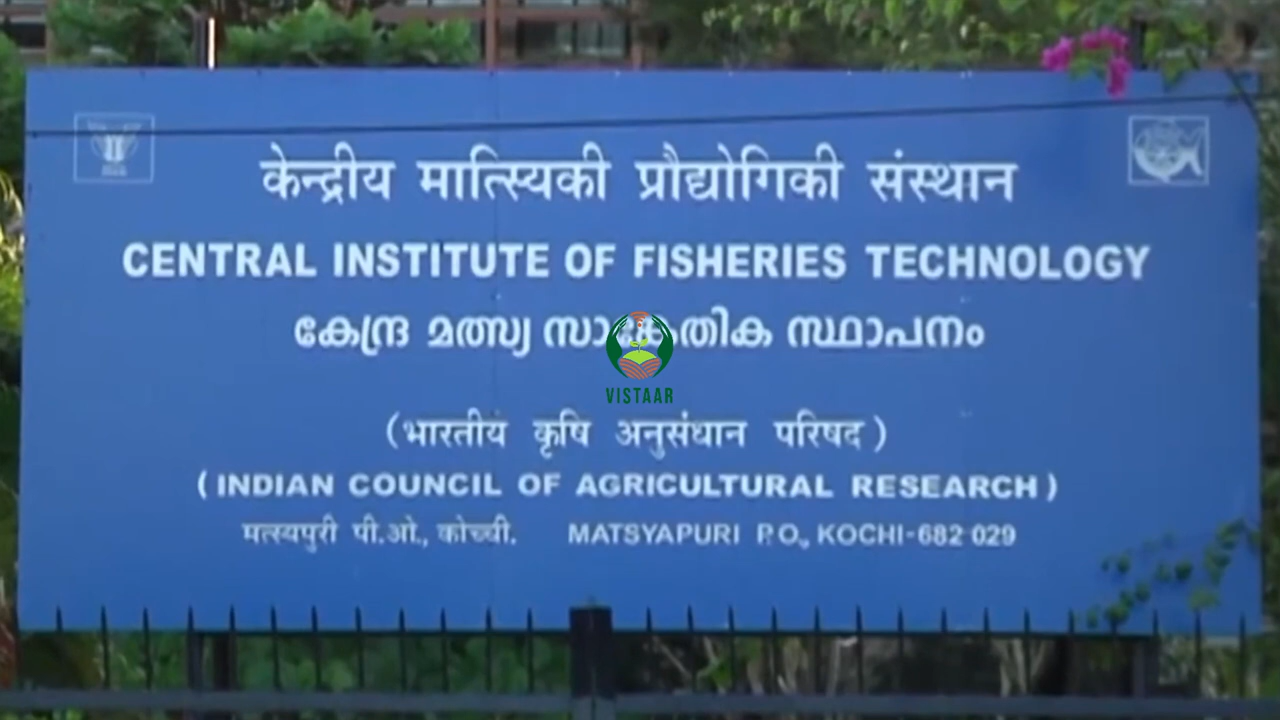 केन्द्रीय मात्स्यिकी प्रौद्योगिकी संस्थान
CENTRAL INSTITUTE OF FISHERIES TECHNOLOGY
കേന്ദ്ര മത്സ്യ സാങ്കേതിക സ്ഥാപനം
VISTAAR
(भारतीय कृषि अनुसंधान परिषद)
(INDIAN COUNCIL OF AGRICULTURAL RESEARCH)
मत्स्यपुरी पी.ओ., कोच्ची. MATSYAPURI P.O., KOCHI-682 029